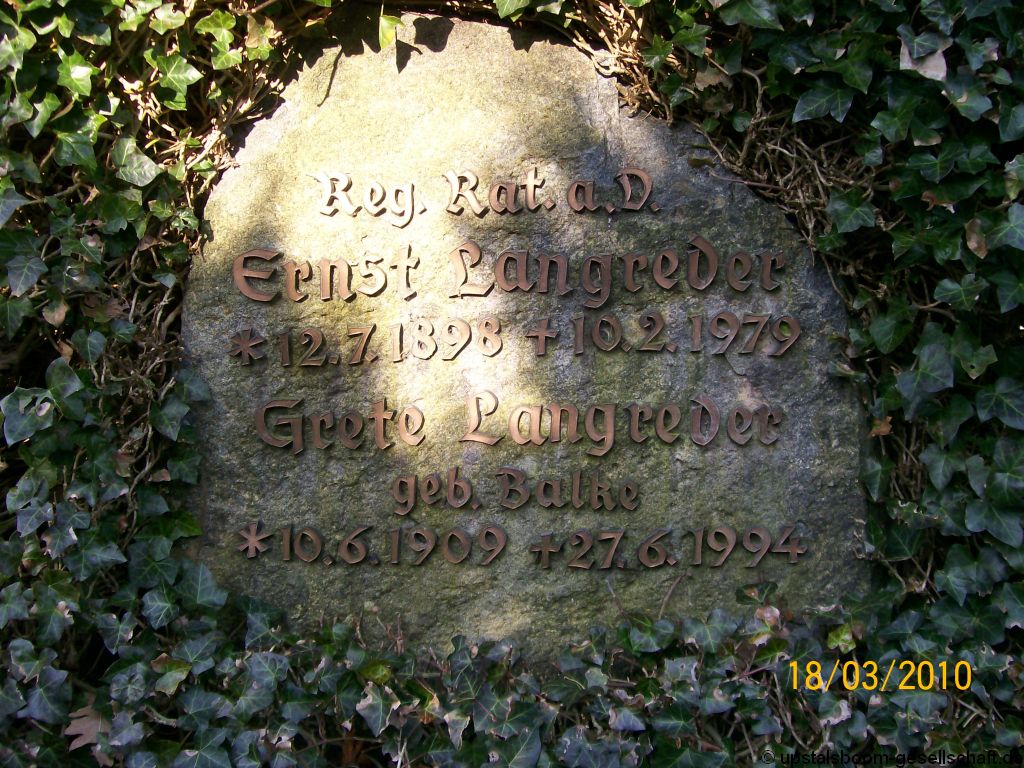 Reg. Rat. a.D.
Ernst Langreder
* 12.7.1898 + 10.2.1979
Grete Langreder
geb. Balke
* 10.6.1909 + 27.6.1994
18/03/2010
© upstalsboom-gesellschaft.de